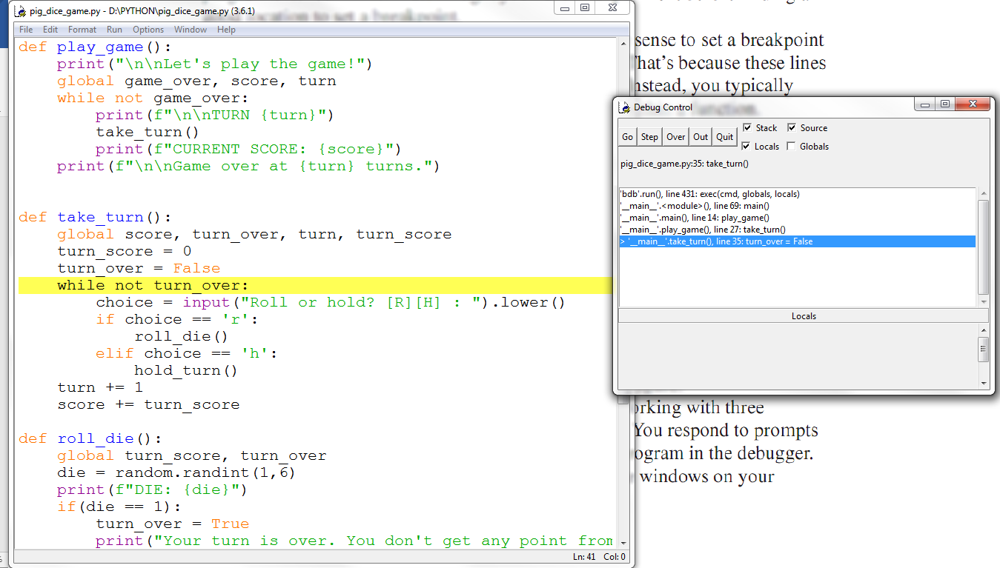 pig_dice_game.py - D:\PYTHON\pig_dice_game.py (3.6.1)
File Edit Format Run Options Window Help
def play_game():
    print("\n\nLet's play the game!")
    global game_over, score, turn
    while not game_over:
        print(f"\n\nTURN {turn}")
        take_turn()
        print(f"CURRENT SCORE: {score}")
    print(f"\n\nGame over at {turn} turns.")
def take_turn():
    global score, turn_over, turn, turn_score
    turn_score = 0
    turn_over = False
    while not turn_over:
        choice = input("Roll or hold? [R][H] : ").lower()
        if choice == 'r':
            roll_die()
        elif choice == 'h':
            hold_turn()
    turn += 1
    score += turn_score
def roll_die():
    global turn_score, turn_over
    die = random.randint(1,6)
    print(f"DIE: {die}")
    if(die == 1):
        turn_over = True
        print("Your turn is over. You don't get any point from
Ln: 41 Col: 0
sense to set a breakpoint
That's because these lines
nstead, you typically
Debug Control
Go Step Over Out Quit
Stack Source
Locals Globals
pig_dice_game.py:35: take_turn()
'bdb'.run(), line 431: exec(cmd, globals, locals)
'__main__'.<module>(), line 69: main()
'__main__'.main(), line 14: play_game()
'__main__'.play_game(), line 27: take_turn()
> '__main__'.take_turn(), line 35: turn_over = False
Locals
orking with three
You respond to prompts
ogram in the debugger.
windows on your